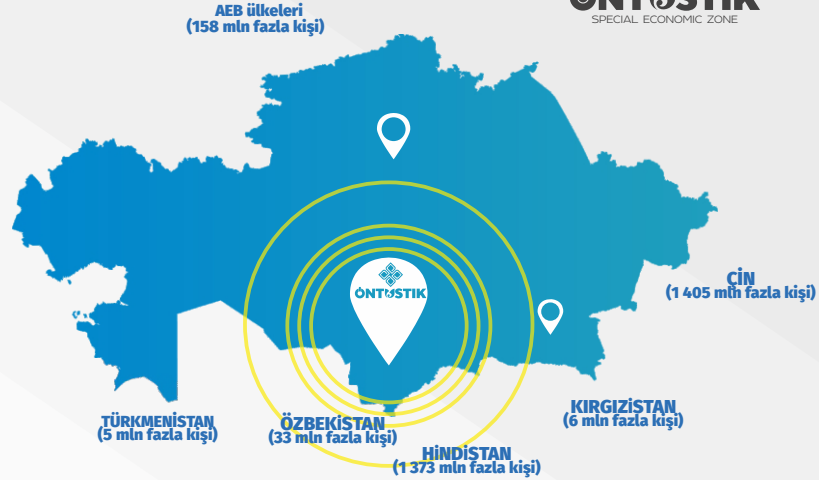 ÖNTÜSTIK
SPECIAL ECONOMIC ZONE
AEB ülkeleri
(158 mln fazla kişi)
ÖNTÜSTIK
ÇİN
(1 405 mln fazla kişi)
KIRGIZİSTAN
(6 mln fazla kişi)
TÜRKMENİSTAN
(5 mln fazla kişi)
ÖZBEKİSTAN
(33 mln fazla kişi)
HİNDİSTAN
(1 373 mln fazla kişi)